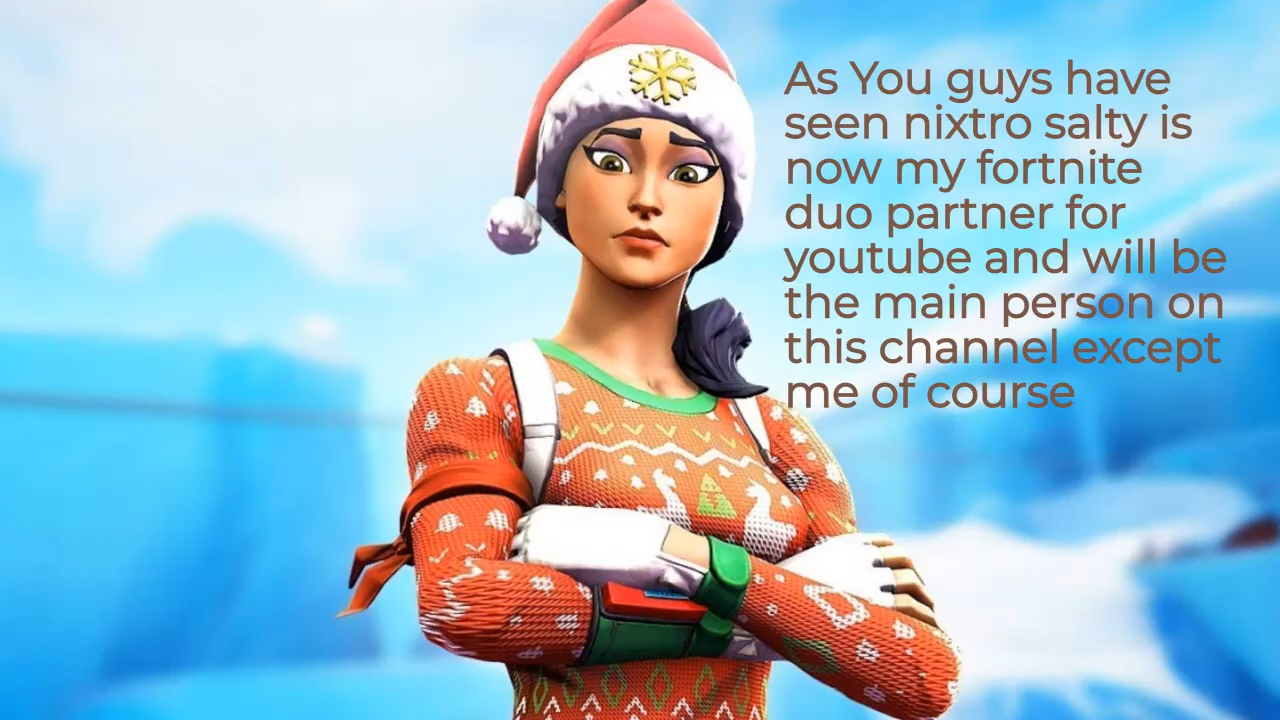 As You guys have
seen nixtro salty is
now my fortnite
duo partner for
youtube and will be
the main person on
this channel except
me of course